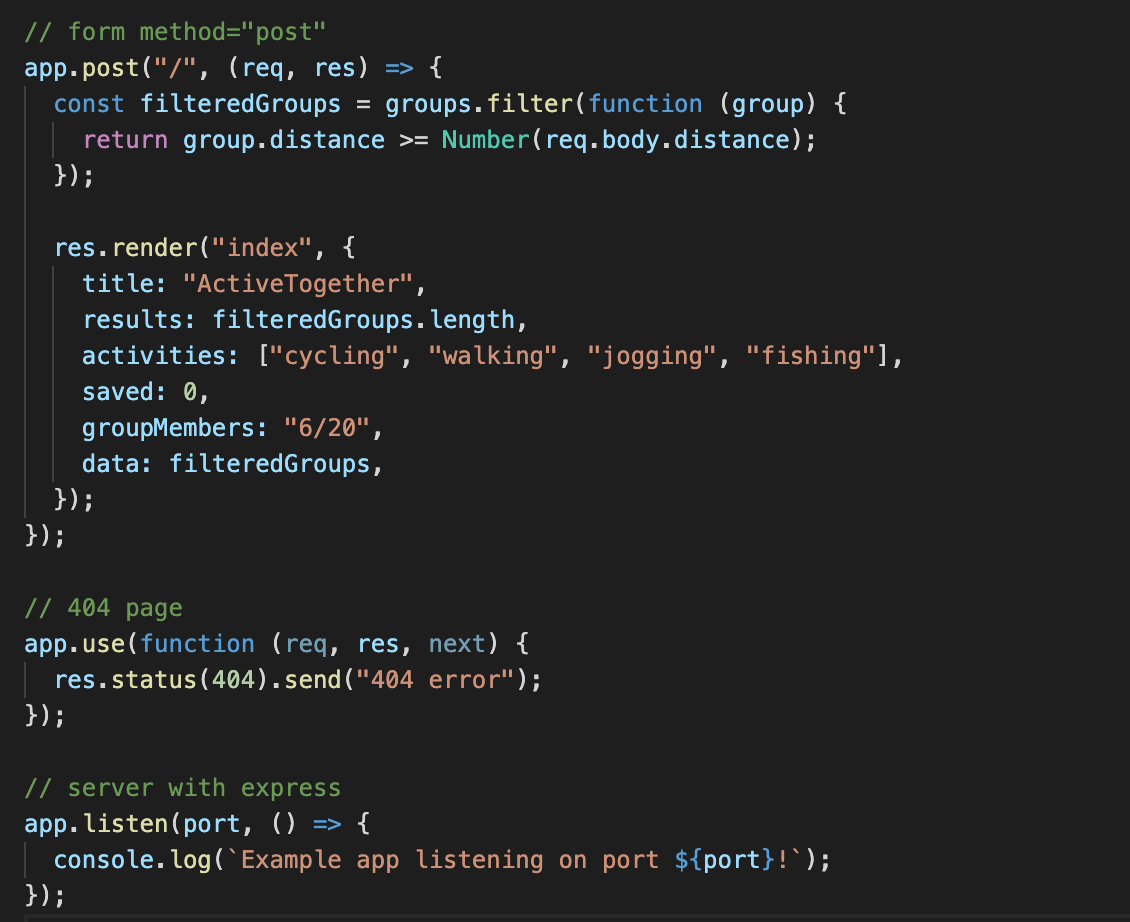 // form method="post"
app.post("/", (req, res) => {
  const filteredGroups = groups.filter(function (group) {
    return group.distance >= Number(req.body.distance);
  });

  res.render("index", {
    title: "ActiveTogether",
    results: filteredGroups.length,
    activities: ["cycling", "walking", "jogging", "fishing"],
    saved: 0,
    groupMembers: "6/20",
    data: filteredGroups,
  });
});

// 404 page
app.use(function (req, res, next) {
  res.status(404).send("404 error");
});

// server with express
app.listen(port, () => {
  console.log(`Example app listening on port ${port}!`);
});